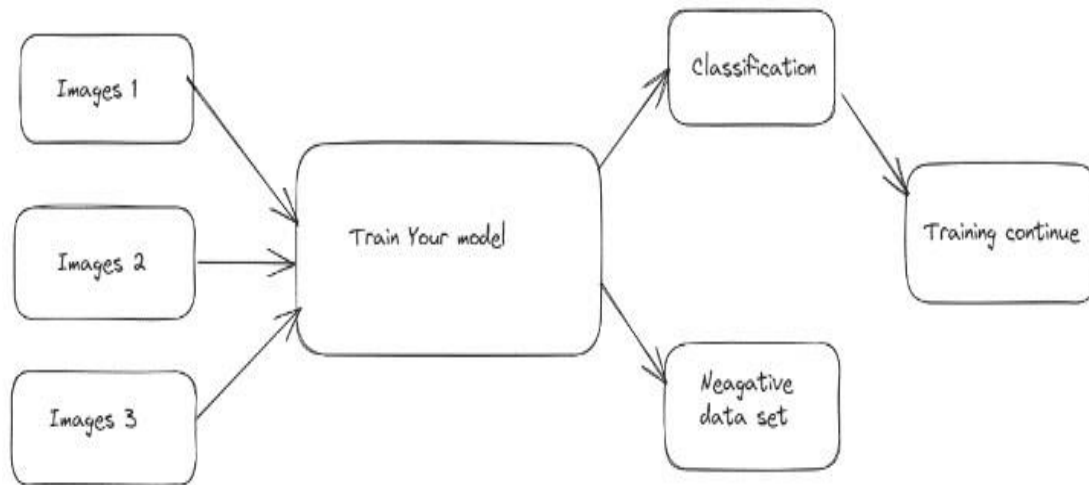 Images 1
Images 2
Images 3
Train Your model
Classification
Neagative
data set
Training continue